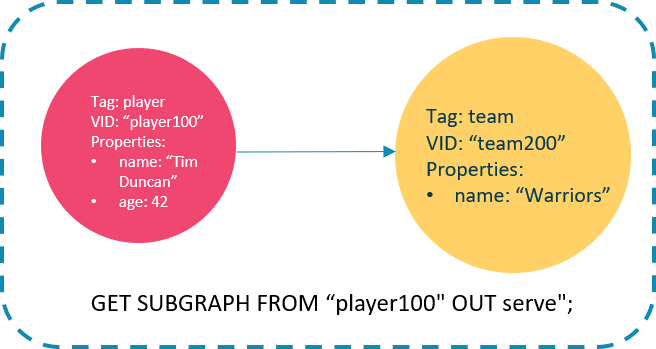 Tag: player
VID: “player100”
Properties:
• name: “Tim
Duncan”
• age: 42
Tag: team
VID: “team200”
Properties:
• name: “Warriors”
GET SUBGRAPH FROM “player100" OUT serve";